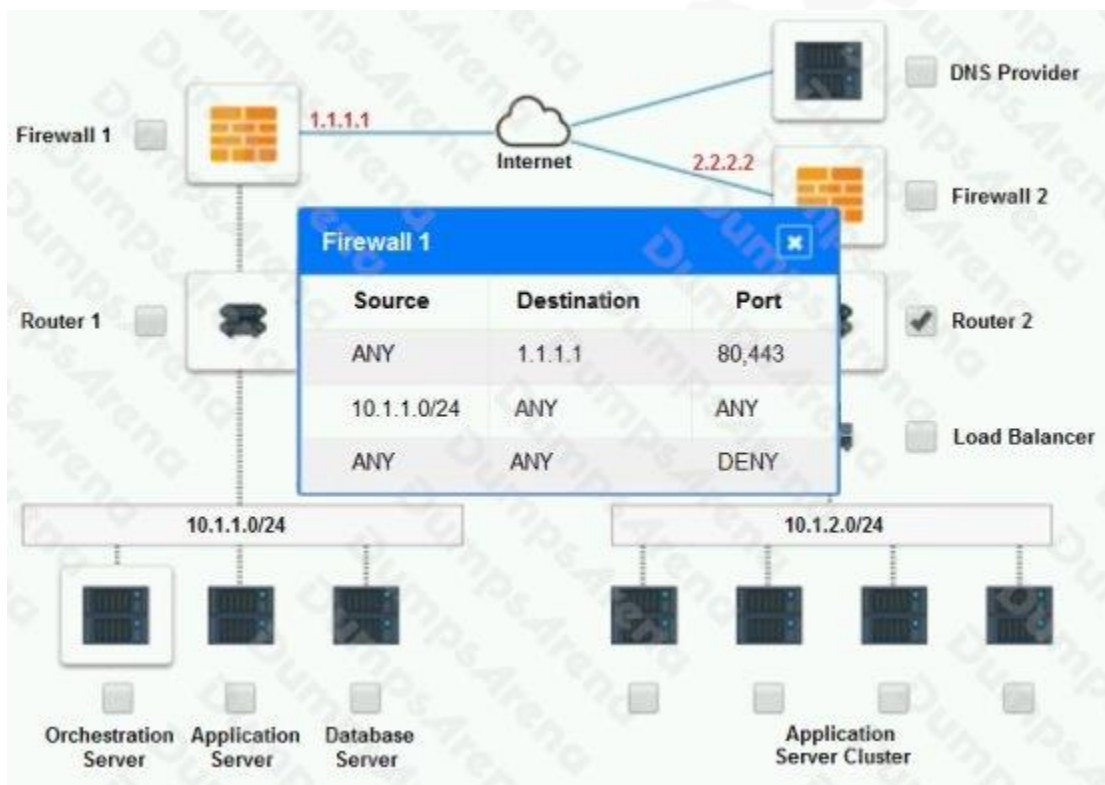 DNS Provider
Firewall 1
1.1.1.1
Internet
2.2.2.2
Firewall 2
Firewall 1
Source Destination Port
ANY 1.1.1.1 80,443
10.1.1.0/24 ANY ANY
ANY ANY DENY
Router 1
Router 2
Load Balancer
10.1.1.0/24
10.1.2.0/24
Orchestration Server
Application Server
Database Server
Application Server Cluster
DumpsArena